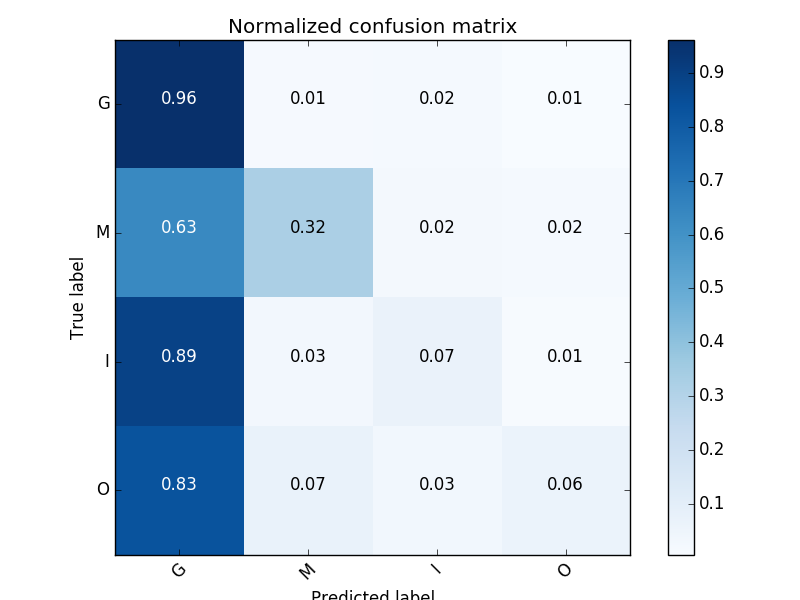 Normalized confusion matrix
G 0.96 0.01 0.02 0.01
M 0.63 0.32 0.02 0.02
I 0.89 0.03 0.07 0.01
O 0.83 0.07 0.03 0.06
G M I O
True label
Predicted label
0.9
0.8
0.7
0.6
0.5
0.4
0.3
0.2
0.1